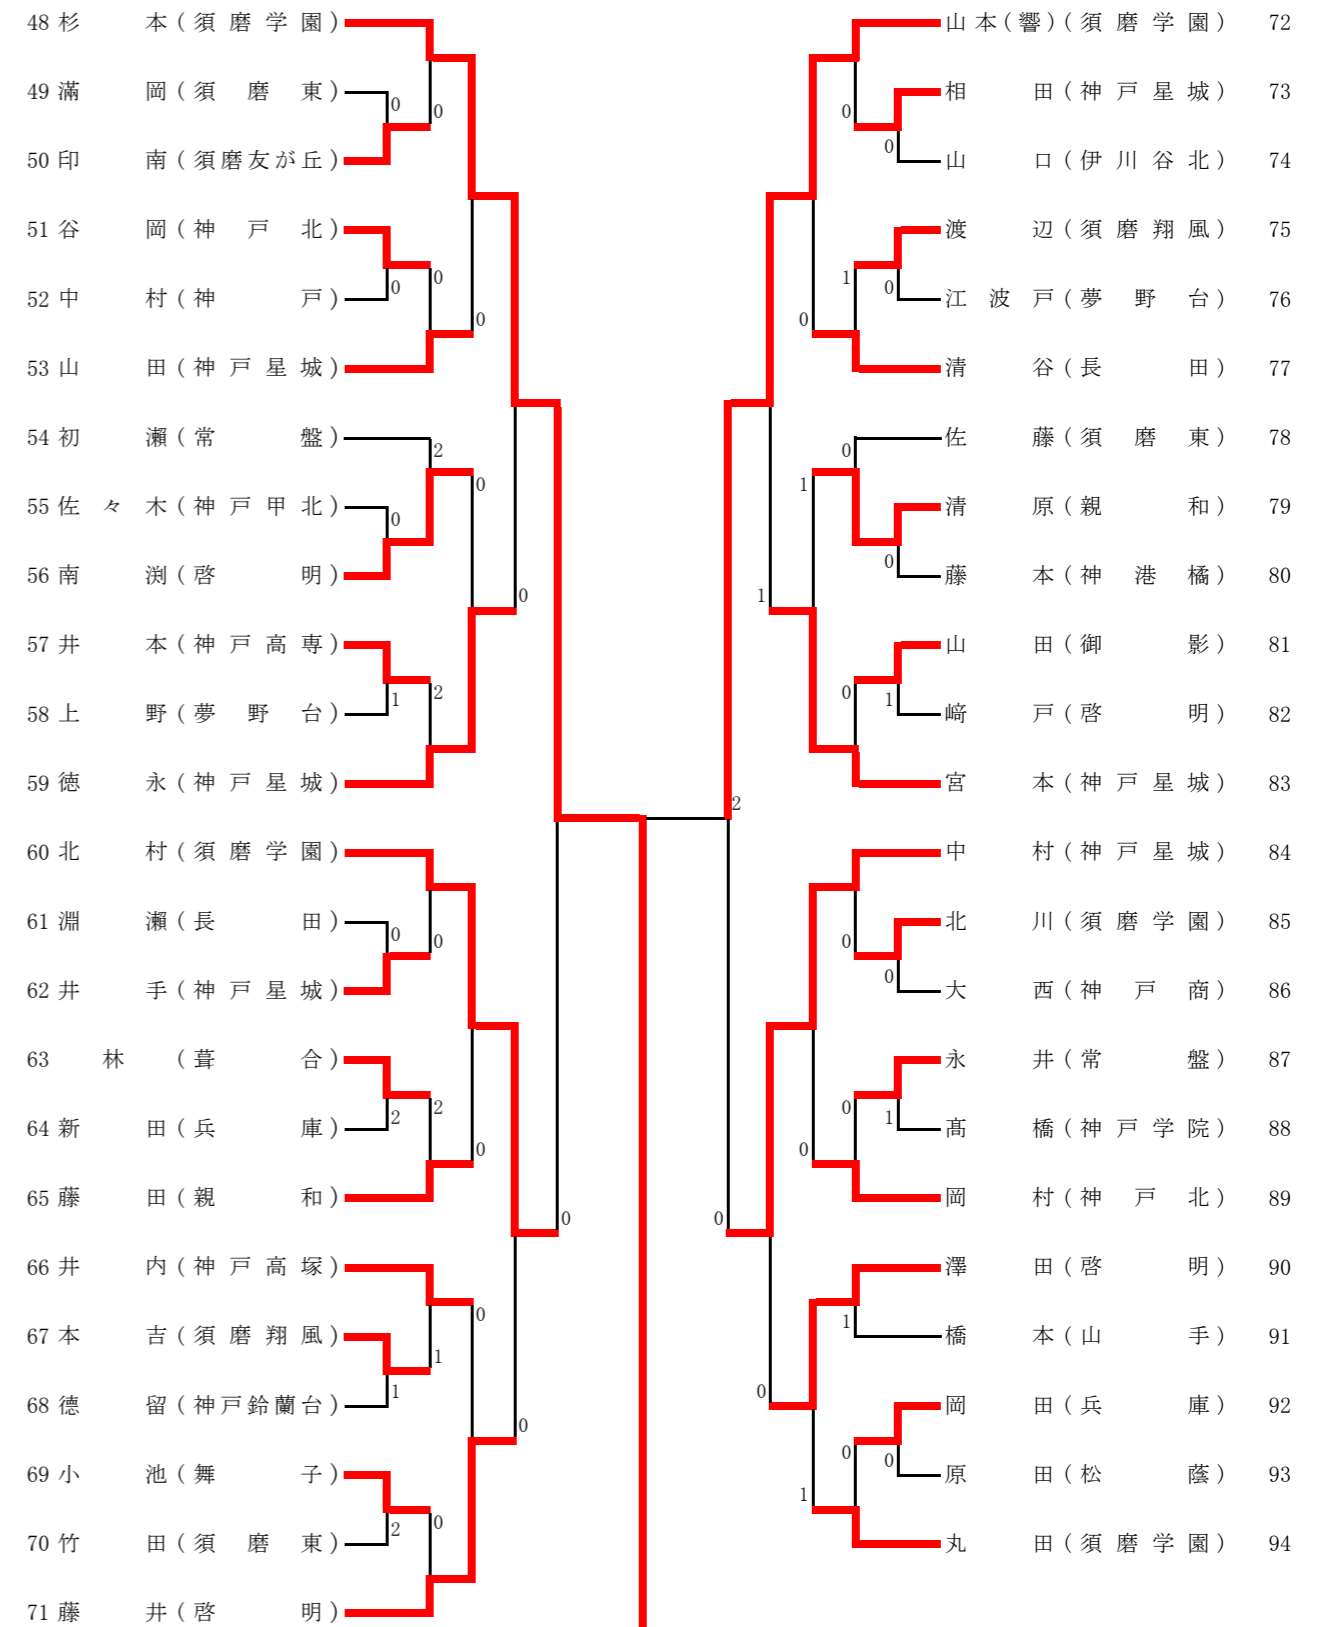 48 杉 本 ( 須 磨 学 園 )
49 滿 岡 ( 須 磨 東 )
0
0
50 印 南 ( 須 磨 友 が 丘 )
51 谷 岡 ( 神 戸 北 )
0
0
52 中 村 ( 神 戸 )
0
53 山 田 ( 神 戸 星 城 )
54 初 瀬 ( 常 盤 )
2
0
55 佐 々 木 ( 神 戸 甲 北 )
0
56 南 渕 ( 啓 明 )
0
57 井 本 ( 神 戸 高 専 )
1
2
58 上 野 ( 夢 野 台 )
59 徳 永 ( 神 戸 星 城 )
60 北 村 ( 須 磨 学 園 )
61 淵 瀬 ( 長 田 )
0
0
62 井 手 ( 神 戸 星 城 )
63 林 ( 葺 合 )
2
2
64 新 田 ( 兵 庫 )
0
65 藤 田 ( 親 和 )
0
66 井 内 ( 神 戸 高 塚 )
0
67 本 吉 ( 須 磨 翔 風 )
1
1
68 德 留 ( 神 戸 鈴 蘭 台 )
0
69 小 池 ( 舞 子 )
2
0
70 竹 田 ( 須 磨 東 )
71 藤 井 ( 啓 明 )
2
山 本 ( 響 ) ( 須 磨 学 園 ) 72
0
相 田 ( 神 戸 星 城 ) 73
0
山 口 ( 伊 川 谷 北 ) 74
渡 辺 ( 須 磨 翔 風 ) 75
1
0
江 波 戸 ( 夢 野 台 ) 76
0
清 谷 ( 長 田 ) 77
佐 藤 ( 須 磨 東 ) 78
0
1
清 原 ( 親 和 ) 79
0
藤 本 ( 神 港 橘 ) 80
1
山 田 ( 御 影 ) 81
0
1
﨑 戸 ( 啓 明 ) 82
宮 本 ( 神 戸 星 城 ) 83
中 村 ( 神 戸 星 城 ) 84
北 川 ( 須 磨 学 園 ) 85
0
0
大 西 ( 神 戸 商 ) 86
永 井 ( 常 盤 ) 87
0
1
髙 橋 ( 神 戸 学 院 ) 88
0
岡 村 ( 神 戸 北 ) 89
0
澤 田 ( 啓 明 ) 90
1
橋 本 ( 山 手 ) 91
0
岡 田 ( 兵 庫 ) 92
0
0
原 田 ( 松 蔭 ) 93
1
丸 田 ( 須 磨 学 園 ) 94